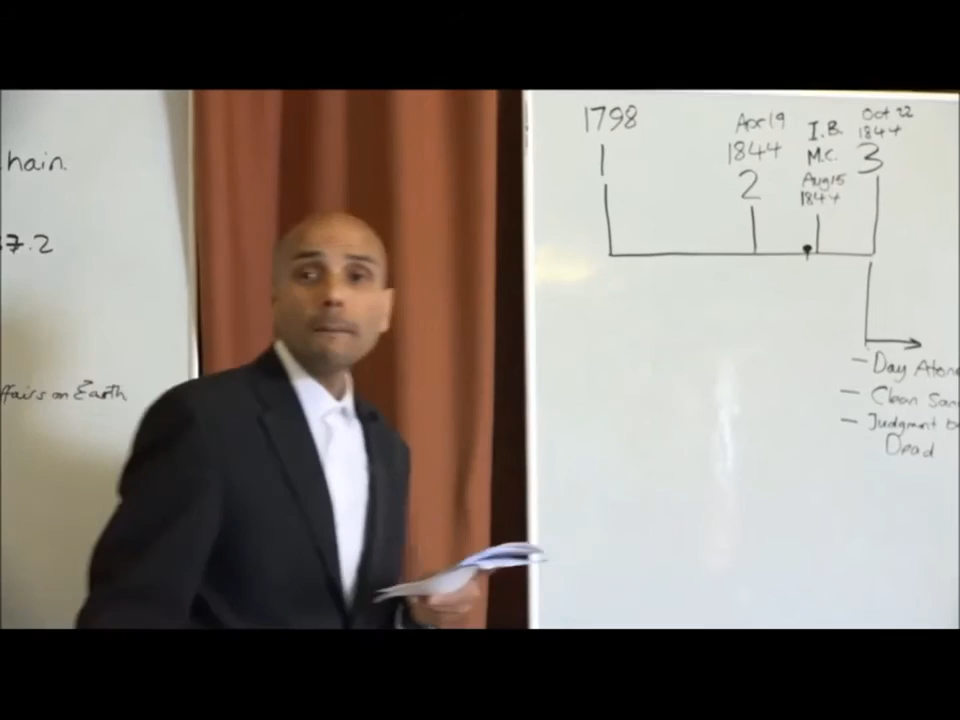 hain.
7.2
ffairs on Earth
1798
1
Apr 19
1844
2
I.B.
M.C.
Aug 15
1844
Oct 22
1844
3
– Day Aton
– Clean San
– Judgment b
Dead